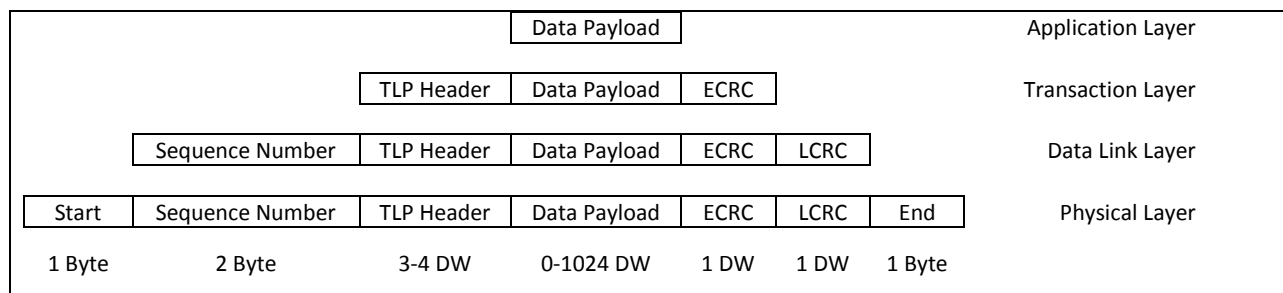 Data Payload Application Layer
TLP Header Data Payload ECRC Transaction Layer
Sequence Number TLP Header Data Payload ECRC LCRC Data Link Layer
Start Sequence Number TLP Header Data Payload ECRC LCRC End Physical Layer
1 Byte 2 Byte 3-4 DW 0-1024 DW 1 DW 1 DW 1 Byte